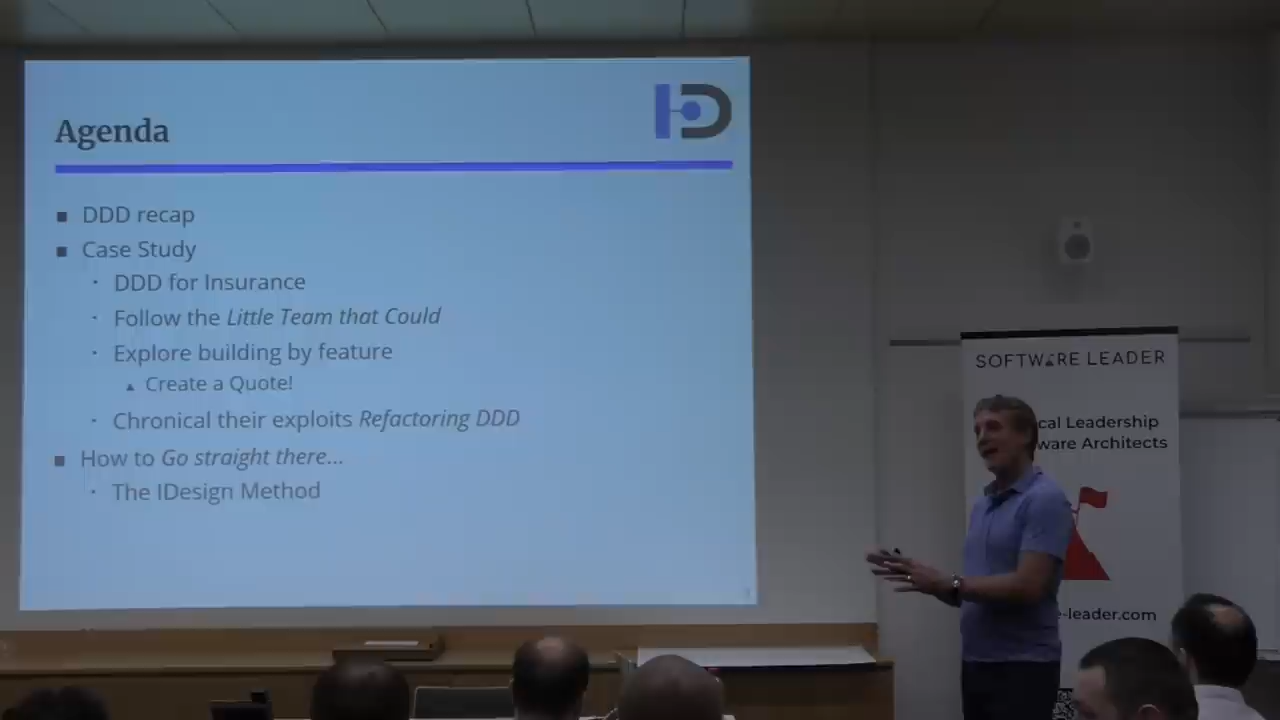 Agenda
DDD recap
Case Study
DDD for Insurance
Follow the Little Team that Could
Explore building by feature
Create a Quote!
Chronical their exploits Refactoring DDD
How to Go straight there...
The IDesign Method
SOFTWARE LEADER
cal Leadership
ware Architects
e-leader.com